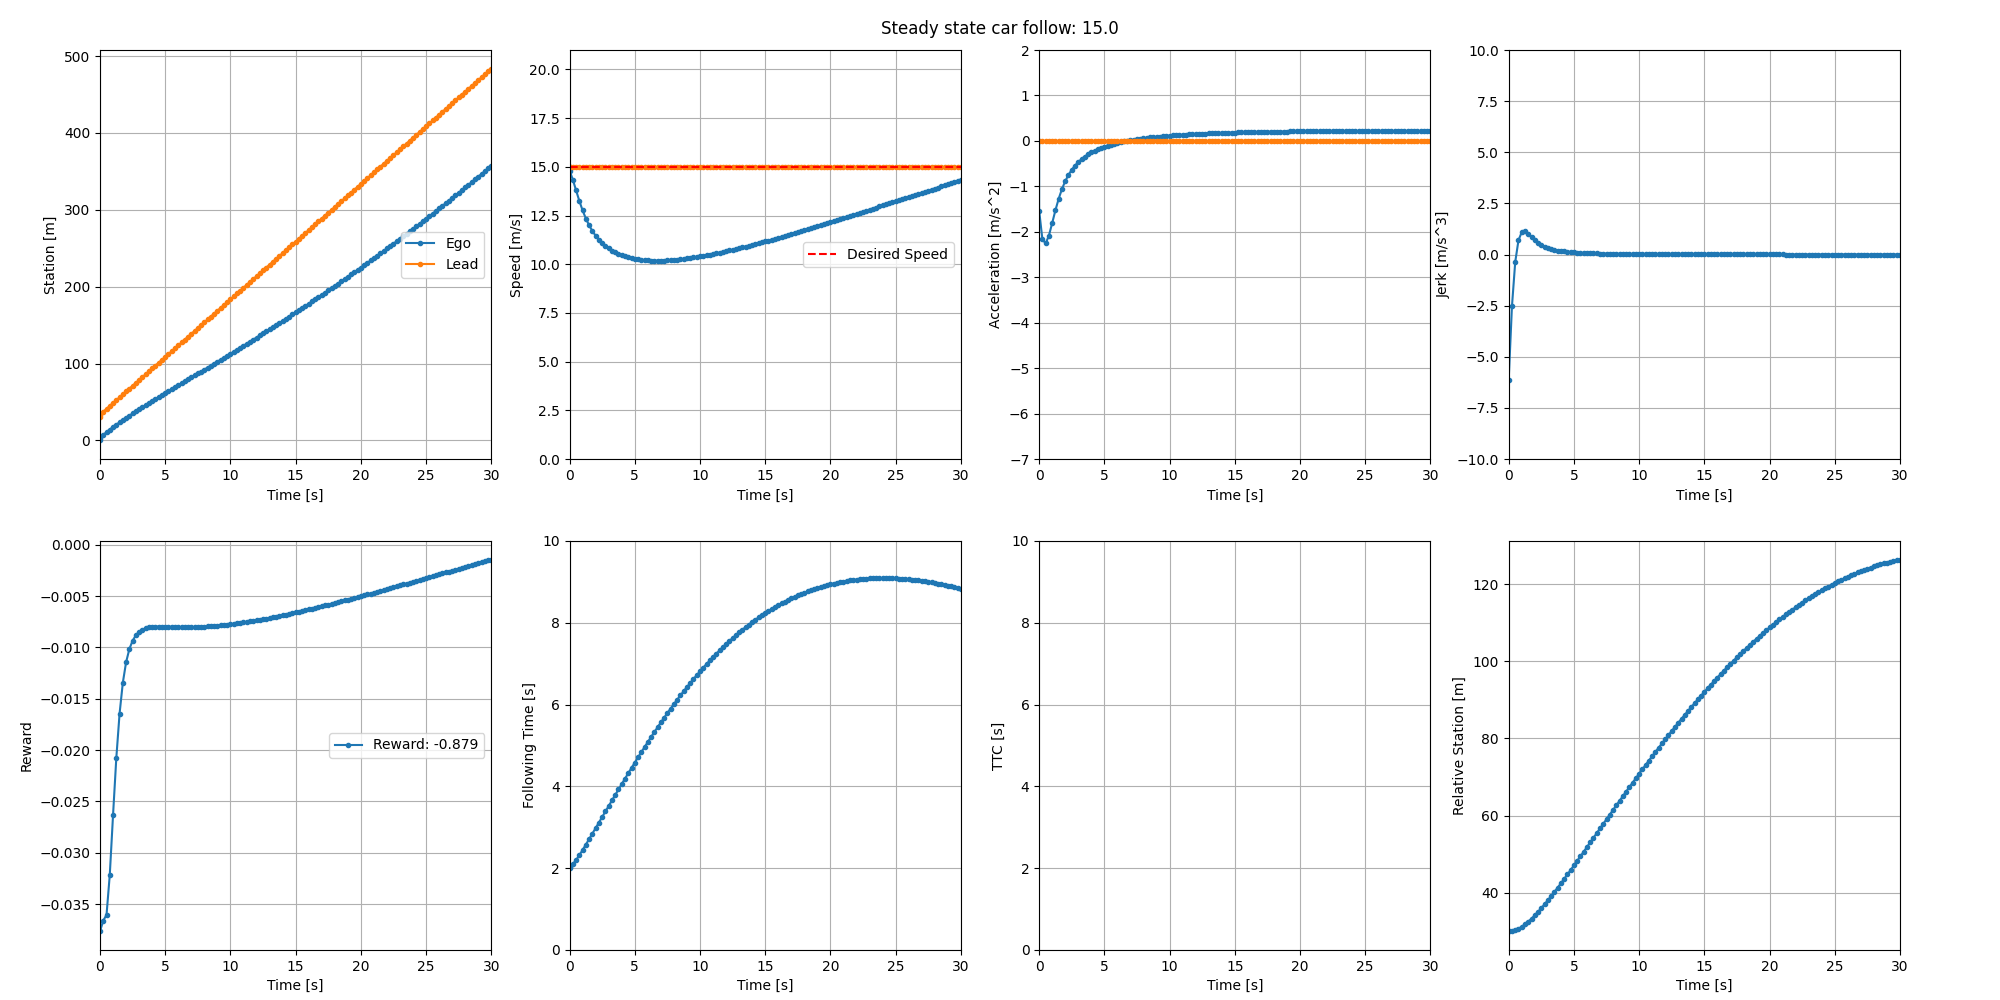 Steady state car follow: 15.0
500
400
300
200
100
0
Station [m]
Ego
Lead
0 5 10 15 20 25 30
Time [s]
20.0
17.5
15.0
12.5
10.0
7.5
5.0
2.5
0.0
Speed [m/s]
Desired Speed
0 5 10 15 20 25 30
Time [s]
2
1
0
−1
−2
−3
−4
−5
−6
−7
Acceleration [m/s^2]
0 5 10 15 20 25 30
Time [s]
10.0
7.5
5.0
2.5
0.0
−2.5
−5.0
−7.5
−10.0
Jerk [m/s^3]
0 5 10 15 20 25 30
Time [s]
0.000
−0.005
−0.010
−0.015
−0.020
−0.025
−0.030
−0.035
Reward
Reward: -0.879
0 5 10 15 20 25 30
Time [s]
10
8
6
4
2
0
Following Time [s]
0 5 10 15 20 25 30
Time [s]
10
8
6
4
2
0
TTC [s]
0 5 10 15 20 25 30
Time [s]
120
100
80
60
40
Relative Station [m]
0 5 10 15 20 25 30
Time [s]